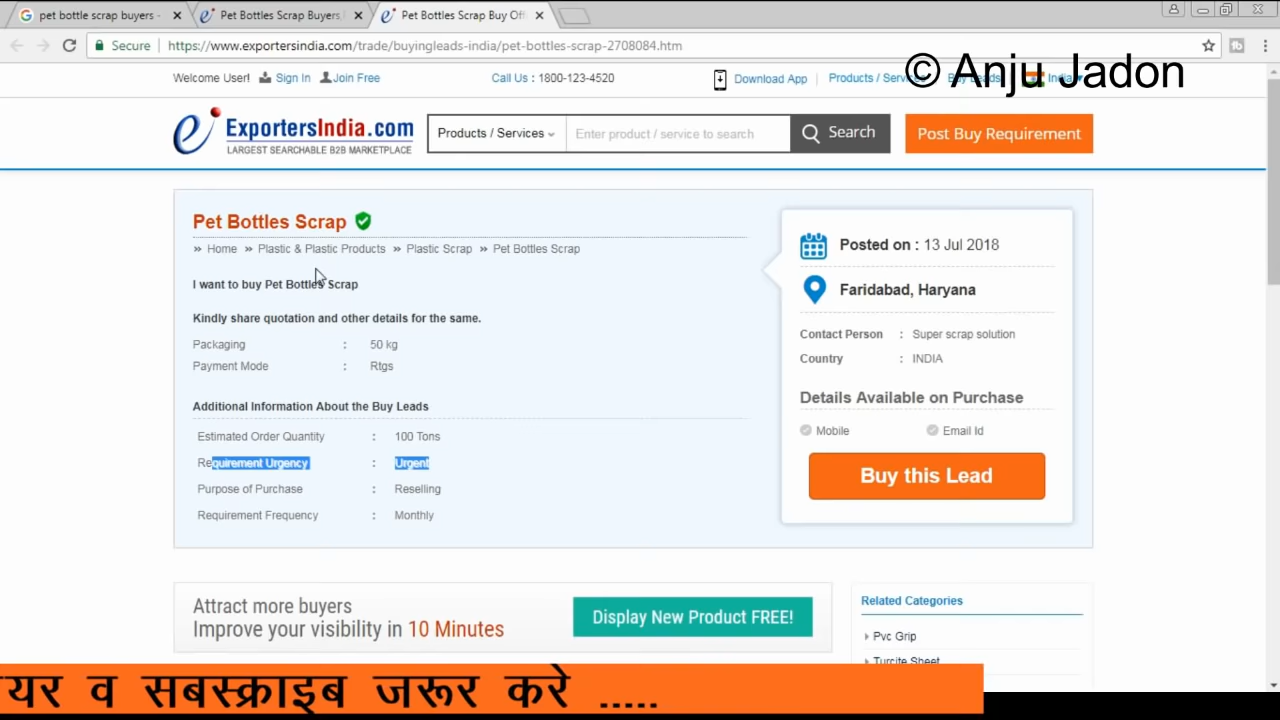 pet bottle scrap buyers -
Pet Bottles Scrap Buyers
Pet Bottles Scrap Buy Off
Secure
https://www.exportersindia.com/trade/buyingleads-india/pet-bottles-scrap-2708084.htm
Welcome User! Sign In Join Free Call Us : 1800-123-4520 Download App Products / Services Buy Leads India
© Anju Jadon
ExportersIndia.com
LARGEST SEARCHABLE B2B MARKETPLACE
Products / Services Enter product / service to search Search Post Buy Requirement
Pet Bottles Scrap
» Home » Plastic & Plastic Products » Plastic Scrap » Pet Bottles Scrap
I want to buy Pet Bottles Scrap
Kindly share quotation and other details for the same.
Packaging : 50 kg
Payment Mode : Rtgs
Additional Information About the Buy Leads
Estimated Order Quantity : 100 Tons
Requirement Urgency : Urgent
Purpose of Purchase : Reselling
Requirement Frequency : Monthly
Posted on : 13 Jul 2018
Faridabad, Haryana
Contact Person : Super scrap solution
Country : INDIA
Details Available on Purchase
Mobile Email Id
Buy this Lead
Attract more buyers
Improve your visibility in 10 Minutes
Display New Product FREE!
Related Categories
Pvc Grip
Turcite Sheet
यर व सबस्क्राइब जरूर करे .....